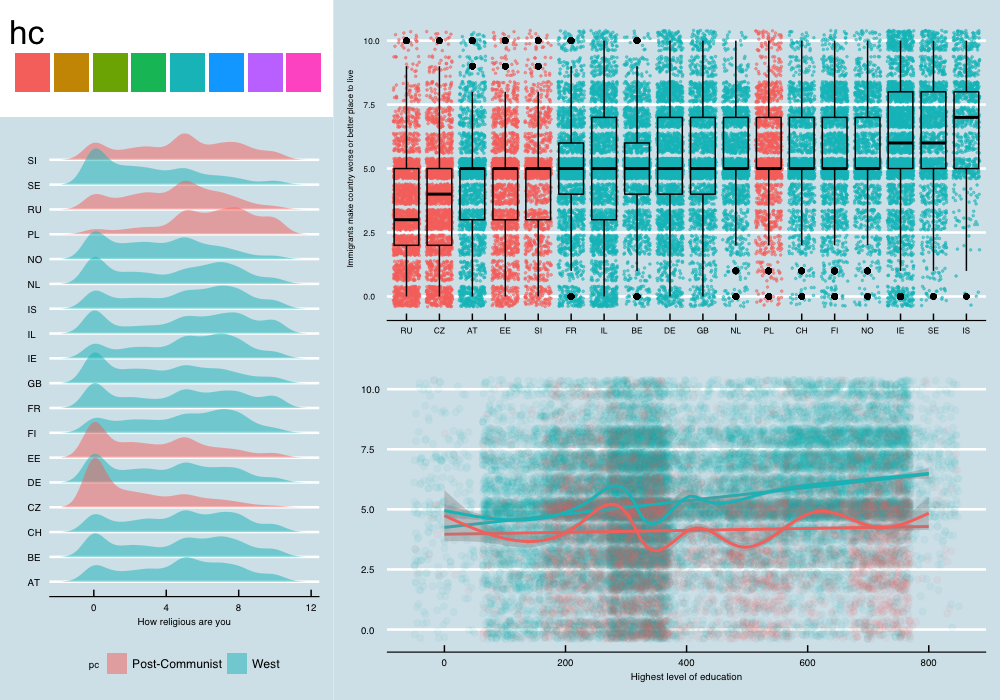 hc
SI
SE
RU
PL
NO
NL
IS
IL
IE
GB
FR
FI
EE
DE
CZ
CH
BE
AT
0 4 8 12
How religious are you
pc Post-Communist West
Immigrants make country worse or better place to live
10.0
7.5
5.0
2.5
0.0
RU CZ AT EE SI FR IL BE DE GB NL PL CH FI NO IE SE IS
10.0
7.5
5.0
2.5
0.0
0 200 400 600 800
Highest level of education